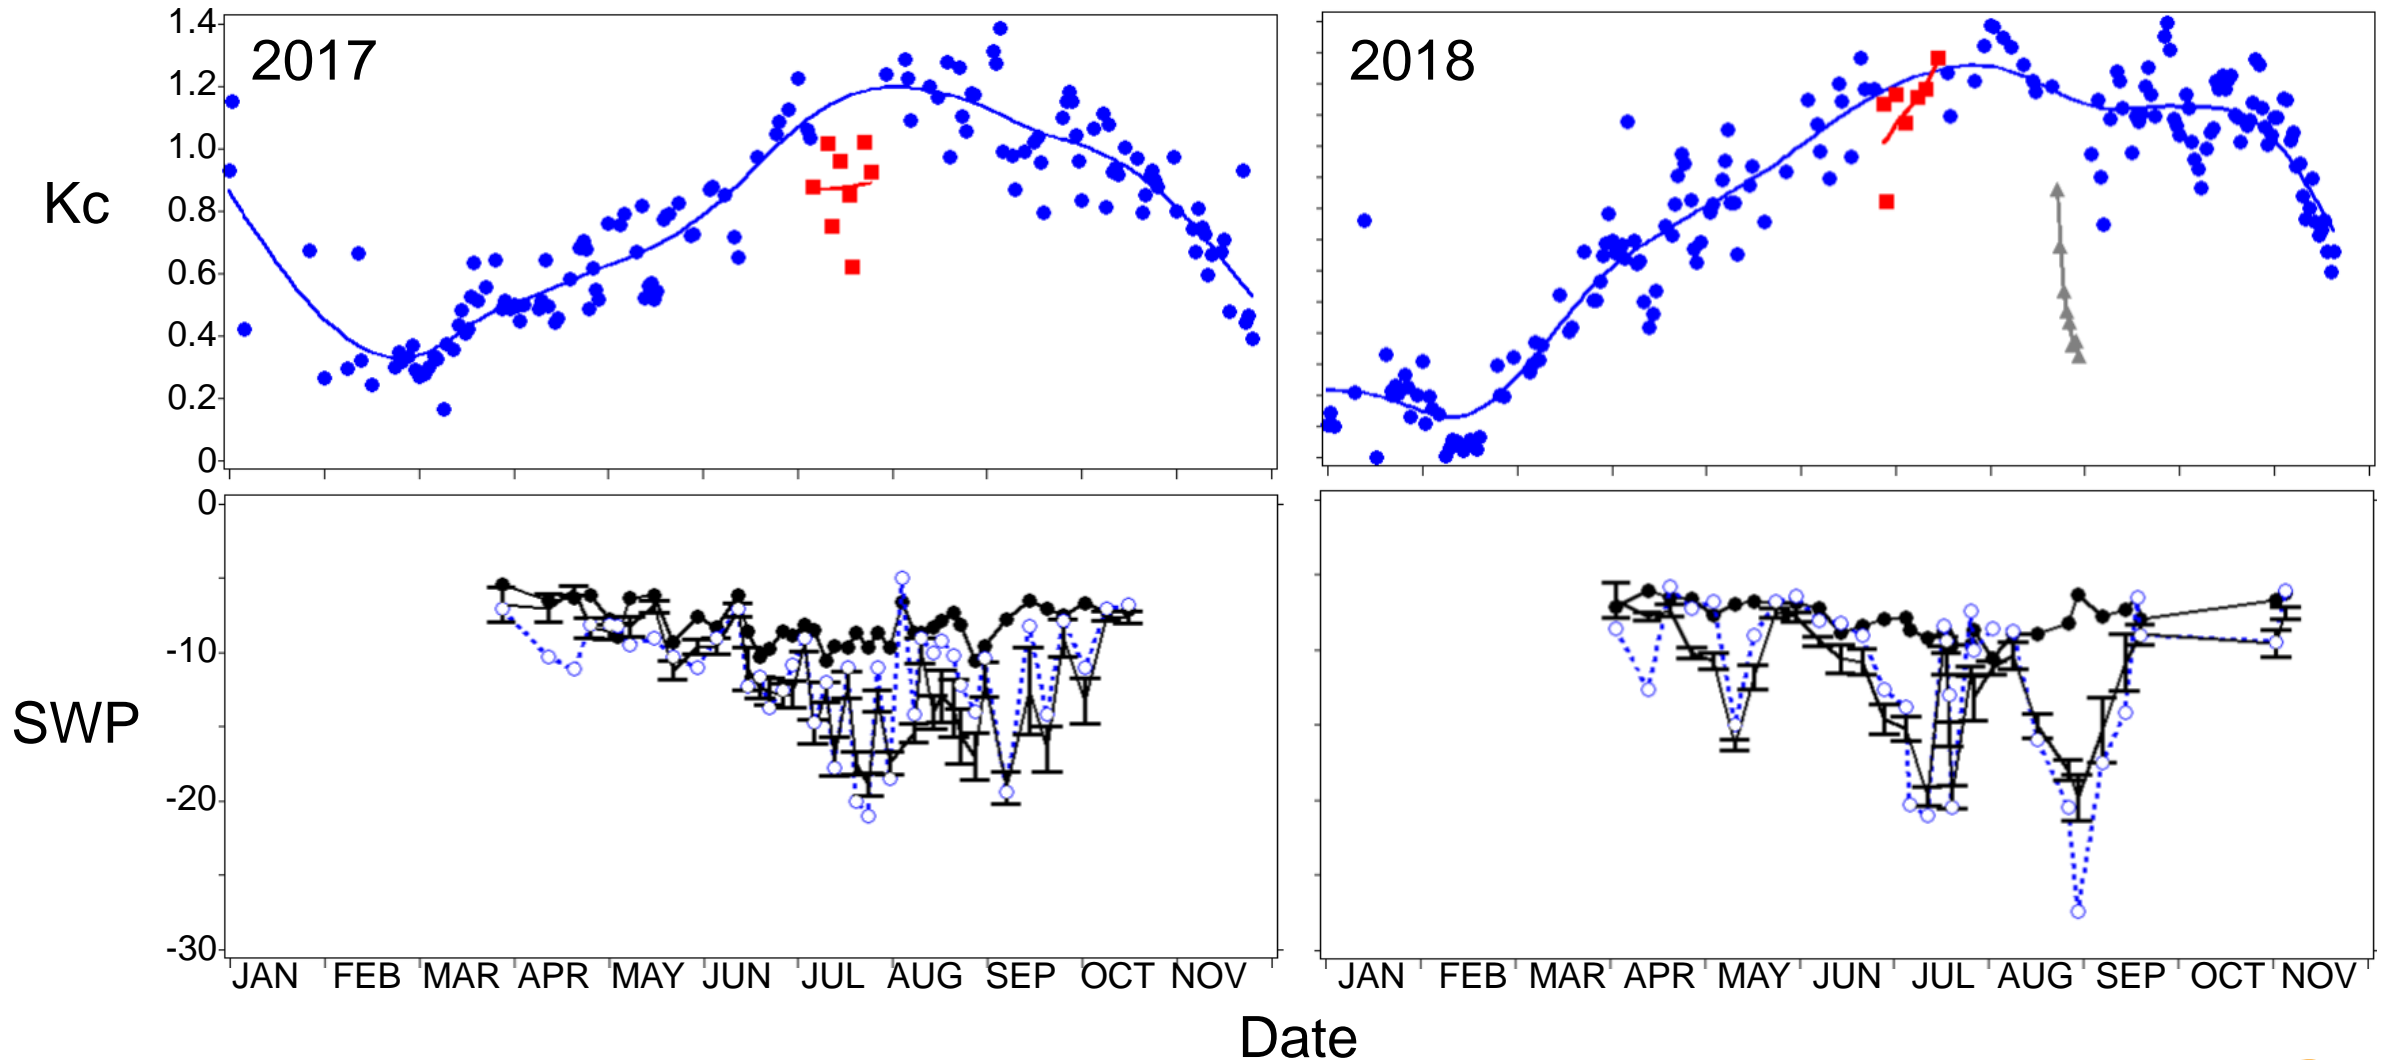 2017
2018
Kc
1.4
1.2
1.0
0.8
0.6
0.4
0.2
0
SWP
0
-10
-20
-30
JAN FEB MAR APR MAY JUN JUL AUG SEP OCT NOV
JAN FEB MAR APR MAY JUN JUL AUG SEP OCT NOV
Date